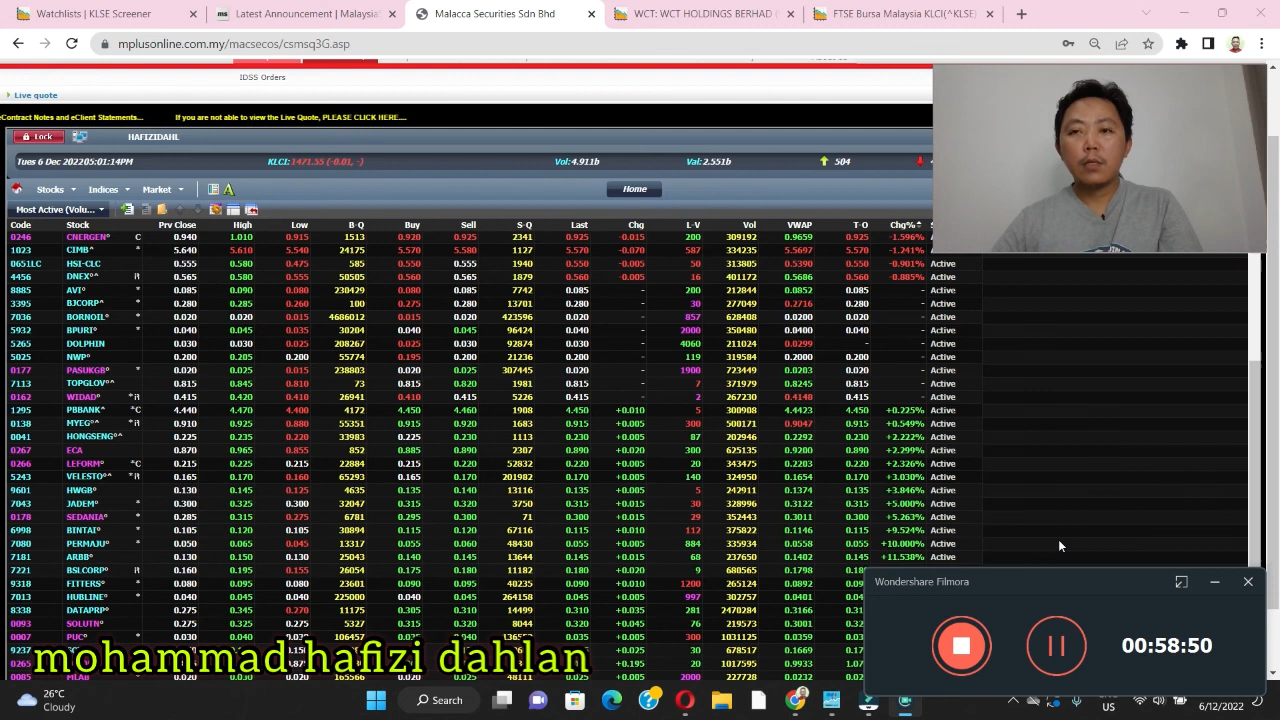 Watchlists | KLSE Screener
Latest Announcement | Malaysia
Malacca Securities Sdn Bhd
WCT: WCT HOLDINGS BERHAD (
FTSE Bursa Malaysia KLCI(^KLSE)
mplusonline.com.my/macsecos/csmsq3G.asp
IDSS Orders
Live quote
eContract Notes and eClient Statements... If you are not able to view the Live Quote, PLEASE CLICK HERE....
Lock HAFIZIDAHL
Tues 6 Dec 2022 05:01:14PM KLCI: 1471.55 (-0.01, -) Vol:4.911b Val:2.551b 504
Stocks Indices Market A Home
Most Active (Volu...
Code Stock Prv Close High Low B-Q Buy Sell S-Q Last Chg L-V Vol VWAP T-O Chg%
0246 CNERGEN C 0.940 1.010 0.915 1513 0.920 0.925 2341 0.925 -0.015 200 309192 0.9659 0.925 -1.596% Active
1023 CIMB^ * 5.640 5.610 5.540 24175 5.570 5.580 1127 5.570 -0.070 587 334235 5.5697 5.570 -1.241% Active
0651LC HSI-CLC 0.555 0.580 0.475 585 0.550 0.555 1940 0.550 -0.005 50 313805 0.5390 0.550 -0.901% Active
4456 DNEX 0.565 0.580 0.555 50505 0.560 0.565 1879 0.560 -0.005 16 401172 0.5686 0.560 -0.885% Active
8885 AVI * 0.085 0.090 0.080 230429 0.080 0.085 7742 0.085 - 200 212844 0.0852 0.085 - Active
3395 BJCORP * 0.280 0.285 0.260 100 0.275 0.280 13701 0.280 - 30 277049 0.2716 0.280 - Active
7036 BORNOIL * 0.020 0.020 0.015 4686012 0.015 0.020 423596 0.020 - 857 628408 0.0200 0.020 - Active
5932 BPURI * 0.040 0.045 0.035 30204 0.040 0.045 96424 0.040 - 2000 350480 0.0400 0.040 - Active
5265 DOLPHIN 0.030 0.030 0.025 208267 0.025 0.030 92874 0.030 - 4060 211024 0.0299 - - Active
5025 NWP 0.200 0.205 0.200 55774 0.195 0.200 21236 0.200 - 119 319584 0.2000 0.200 - Active
0177 PASUKGB * 0.020 0.025 0.015 238803 0.020 0.025 307445 0.020 - 1900 723449 0.0203 0.020 - Active
7113 TOPGLOV^ 0.815 0.845 0.810 73 0.815 0.820 1981 0.815 - 7 371979 0.8245 0.815 - Active
0162 WIDAD 0.415 0.420 0.410 26941 0.410 0.415 5226 0.415 - 2 267230 0.4148 0.415 - Active
1295 PBBANK^ *C 4.440 4.470 4.400 4172 4.450 4.460 1908 4.450 +0.010 5 300908 4.4423 4.450 +0.225% Active
0138 MYEG^ 0.910 0.925 0.880 55351 0.915 0.920 1683 0.915 +0.005 300 500871 0.9047 0.915 +0.549% Active
0041 HONGSENG^ 0.225 0.235 0.220 33983 0.225 0.230 1113 0.230 +0.005 87 202946 0.2292 0.230 +2.222% Active
0267 ECA 0.870 0.965 0.855 852 0.885 0.890 2717 0.890 +0.020 300 625135 0.9200 0.890 +2.299% Active
0266 LEFORM C 0.215 0.225 0.215 22884 0.215 0.220 52832 0.220 +0.005 20 343475 0.2203 0.220 +2.326% Active
5243 VELESTO^ 0.165 0.170 0.165 65293 0.165 0.170 201982 0.170 +0.005 140 324950 0.1656 0.170 +3.030% Active
9601 HWGB 0.130 0.145 0.125 4635 0.135 0.140 13116 0.135 +0.005 5 242911 0.1374 0.135 +3.846% Active
7043 JADEM * 0.300 0.325 0.300 32047 0.315 0.320 3750 0.315 +0.015 30 328996 0.3122 0.315 +5.000% Active
0178 SEDANIA * 0.285 0.315 0.275 6781 0.295 0.300 71 0.300 +0.015 29 352443 0.3011 0.300 +5.263% Active
6998 BINTAI * 0.105 0.120 0.105 30894 0.110 0.115 67116 0.115 +0.010 112 375822 0.1146 0.115 +9.524% Active
7080 PERMAJU * 0.050 0.065 0.045 13317 0.055 0.060 48430 0.055 +0.005 884 335934 0.0558 0.055 +10.000% Active
7181 ARBB 0.130 0.150 0.130 25043 0.140 0.145 13644 0.145 +0.015 68 237650 0.1402 0.145 +11.538% Active
7221 BSLCORP 0.160 0.195 0.155 26054 0.175 0.180 11182 0.180 +0.020 9 680565 0.1798
9318 FITTERS * 0.080 0.095 0.080 23601 0.090 0.095 40235 0.090 +0.010 1200 265124 0.0892
7013 HUBLINE * 0.040 0.045 0.040 225000 0.040 0.045 264158 0.045 +0.005 997 302757 0.0401
8338 DATAPRP * 0.275 0.345 0.270 11175 0.305 0.310 14499 0.310 +0.035 281 2470284 0.3166
0093 SOLUTN * 0.275 0.325 0.275 5327 0.315 0.320 8044 0.320 +0.045 76 219543 0.3061
0007 PUC * 0.030 0.040 0.030 106457 0.035 0.005 300 1031125 0.0359
mohammad hafizi dahlan
Wondershare Filmora
00:58:50
26°C
Cloudy
Search
US
6/12/2022